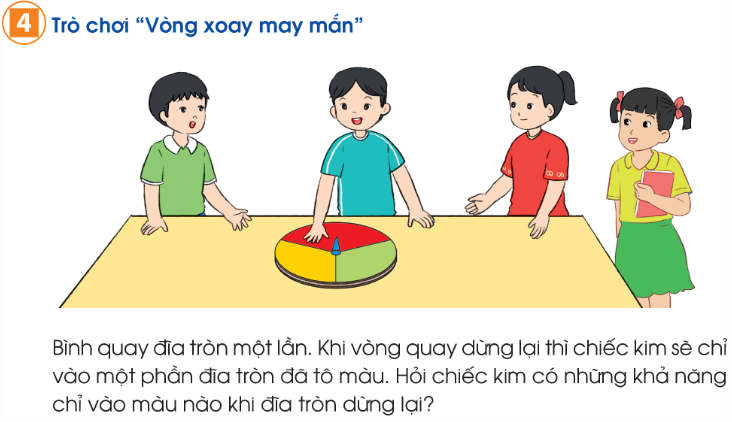 4 Trò chơi “Vòng xoay may mắn”
Bình quay đĩa tròn một lần. Khi vòng quay dừng lại thì chiếc kim sẽ chỉ
vào một phần đĩa tròn đã tô màu. Hỏi chiếc kim có những khả năng
chỉ vào màu nào khi đĩa tròn dừng lại?